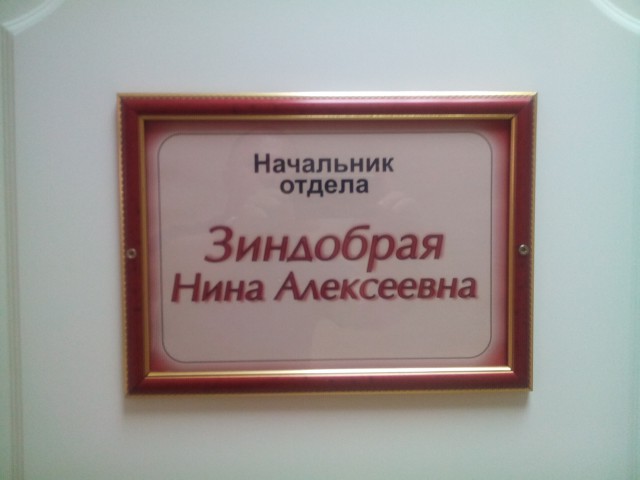 Начальник
отдела
Зиндобрая
Нина Алексеевна